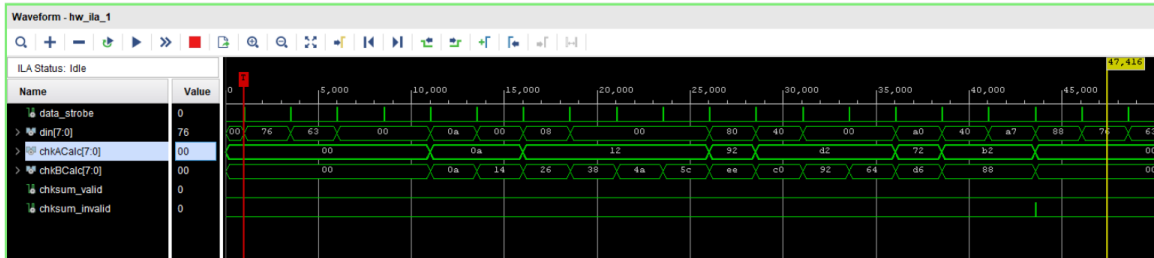 Waveform - hw_ila_1
ILA Status: Idle
47,416
Name Value
0 5,000 10,000 15,000 20,000 25,000 30,000 35,000 40,000 45,000
data_strobe 0
din[7:0] 76 00 76 63 00 0a 00 08 00 80 40 00 a0 40 a7 88 76 63
chkACalc[7:0] 00 00 0a 12 92 d2 72 b2 00
chkBCalc[7:0] 00 00 0a 14 26 38 4a 5c ee c0 92 64 d6 88 00
chksum_valid 0
chksum_invalid 0